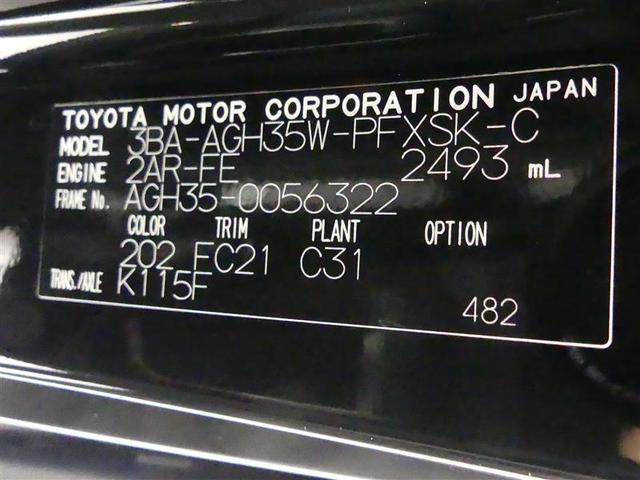 TOYOTA MOTOR CORPORATION JAPAN
MODEL 3BA-AGH35W-PFXSK-C
ENGINE 2AR-FE 2493 mL
FRAME No. AGH35-0056322
COLOR TRIM PLANT OPTION
202 FC21 C31
TRANS./AXLE K115F
482